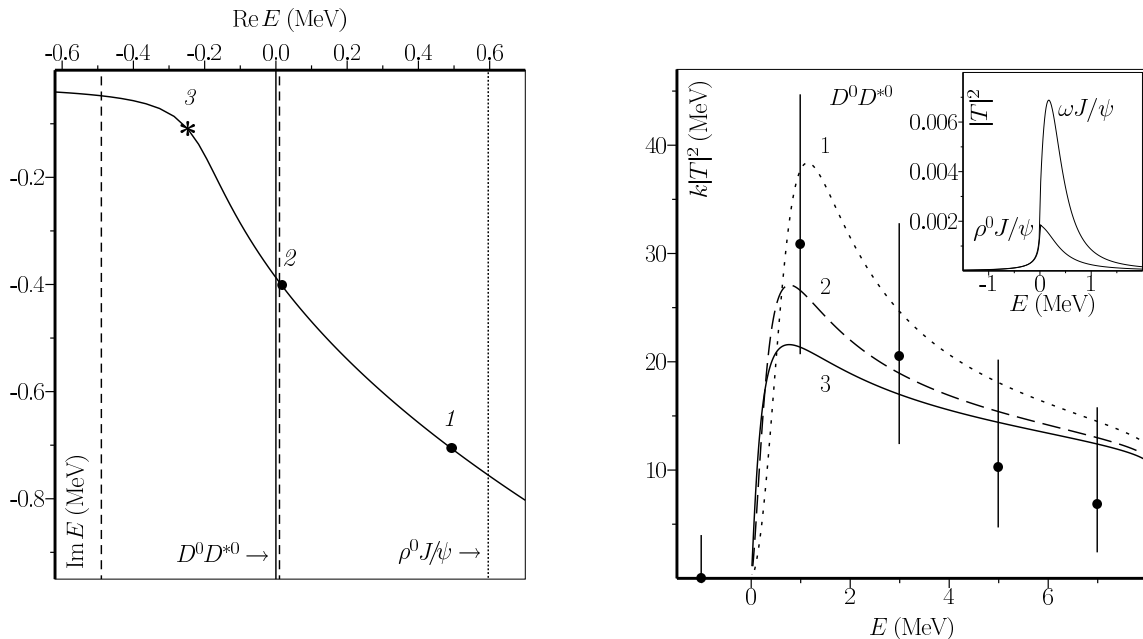 Re E (MeV)
-0.6 -0.4 -0.2 0.0 0.2 0.4 0.6
3
-0.2
2
-0.4
-0.6
1
-0.8
Im E (MeV)
D⁰D*⁰ →
ρ⁰J/ψ →
k|T|² (MeV)
D⁰D*⁰
40
30
20
10
1
2
3
0 2 4 6
E (MeV)
|T|²
0.006
0.004
0.002
ωJ/ψ
ρ⁰J/ψ
-1 0 1
E (MeV)